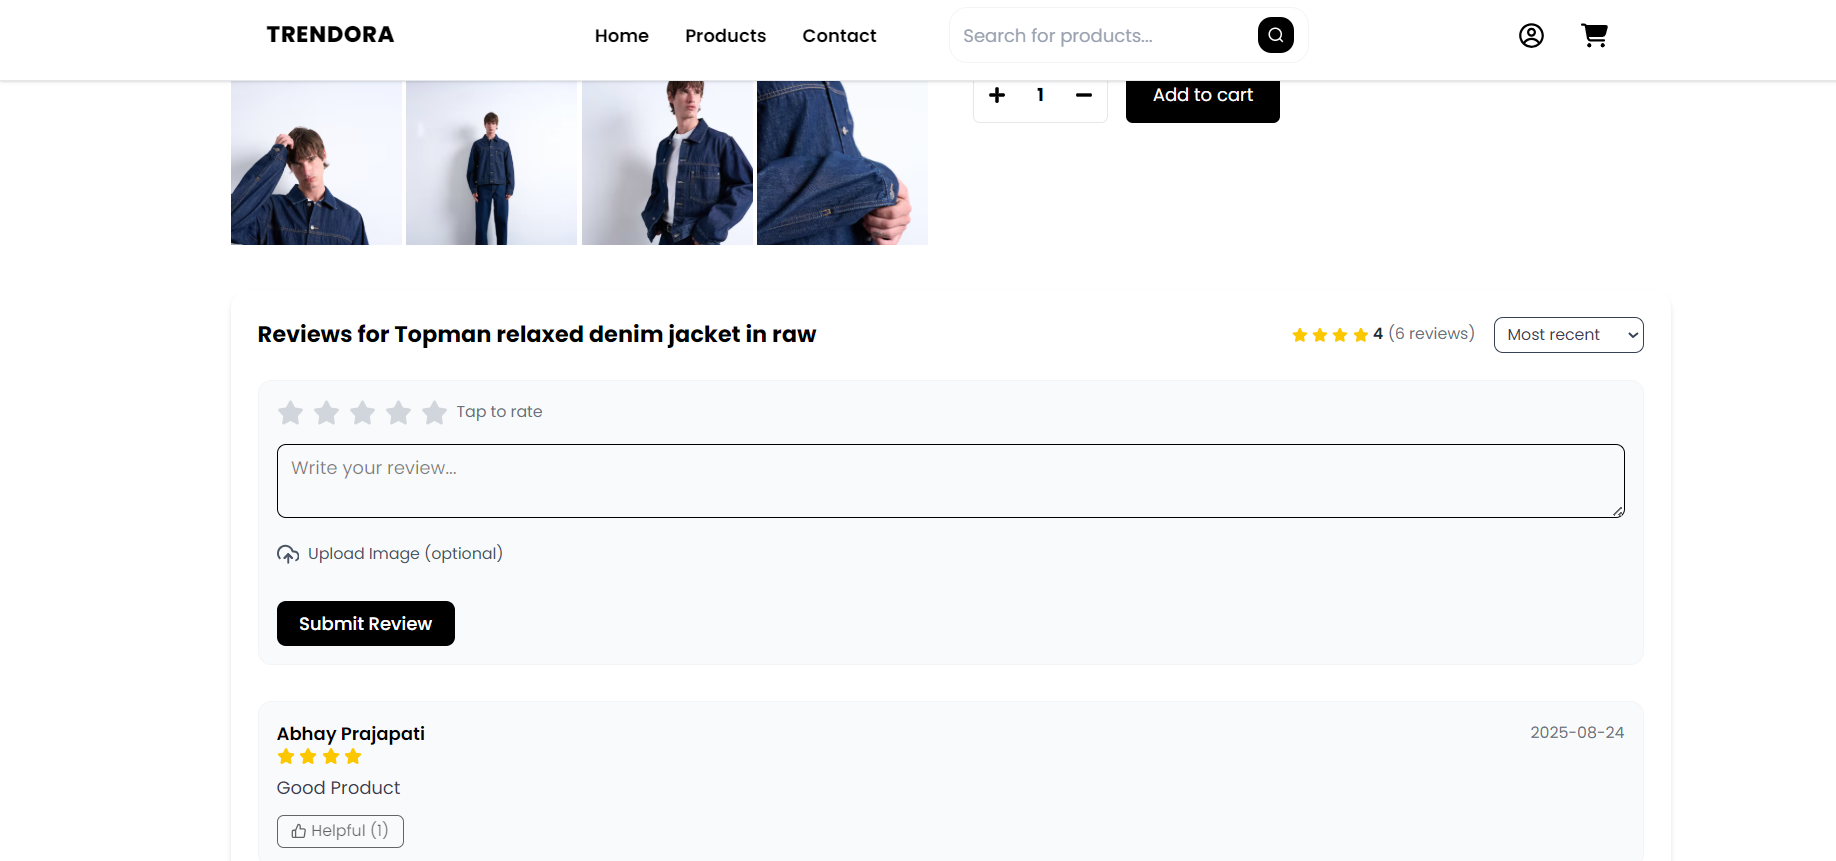 TRENDORA
Home Products Contact
Search for products...
+ 1 −
Add to cart
Reviews for Topman relaxed denim jacket in raw
4 (6 reviews)
Most recent
Tap to rate
Write your review...
Upload Image (optional)
Submit Review
Abhay Prajapati
2025-08-24
Good Product
Helpful (1)